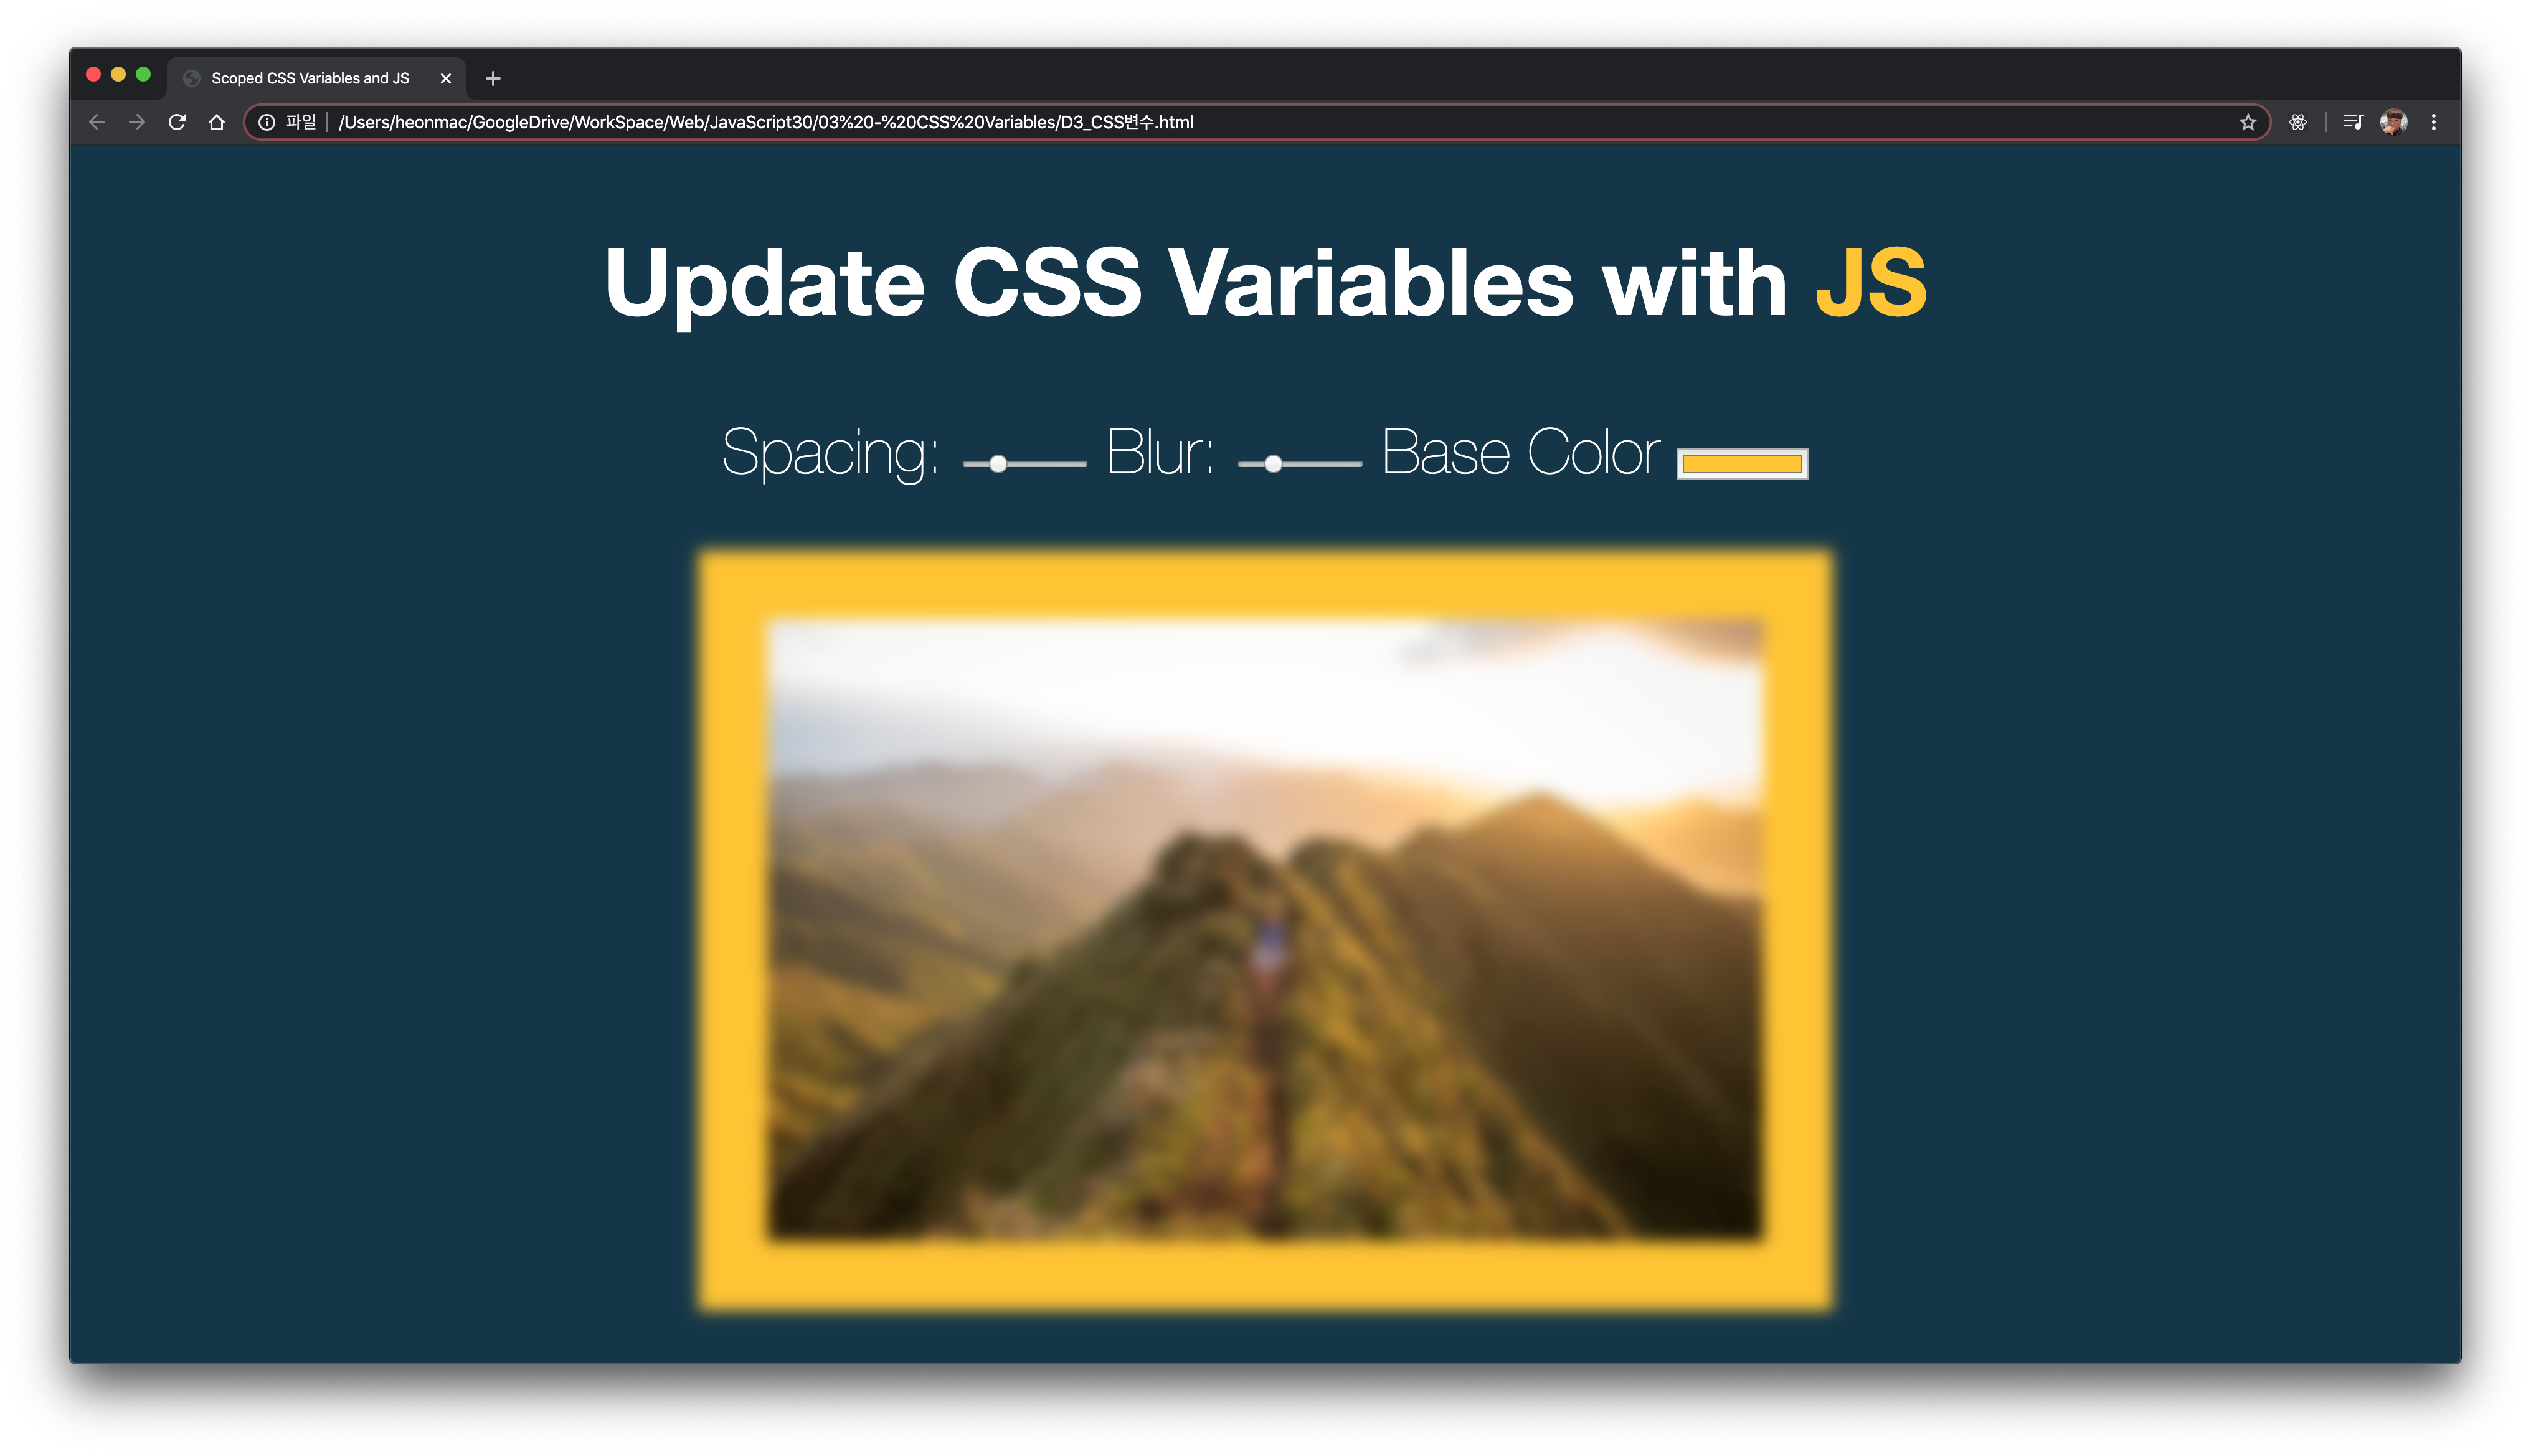 Scoped CSS Variables and JS
파일 /Users/heonmac/GoogleDrive/WorkSpace/Web/JavaScript30/03%20-%20CSS%20Variables/D3_CSS변수.html
Update CSS Variables with JS
Spacing: Blur: Base Color